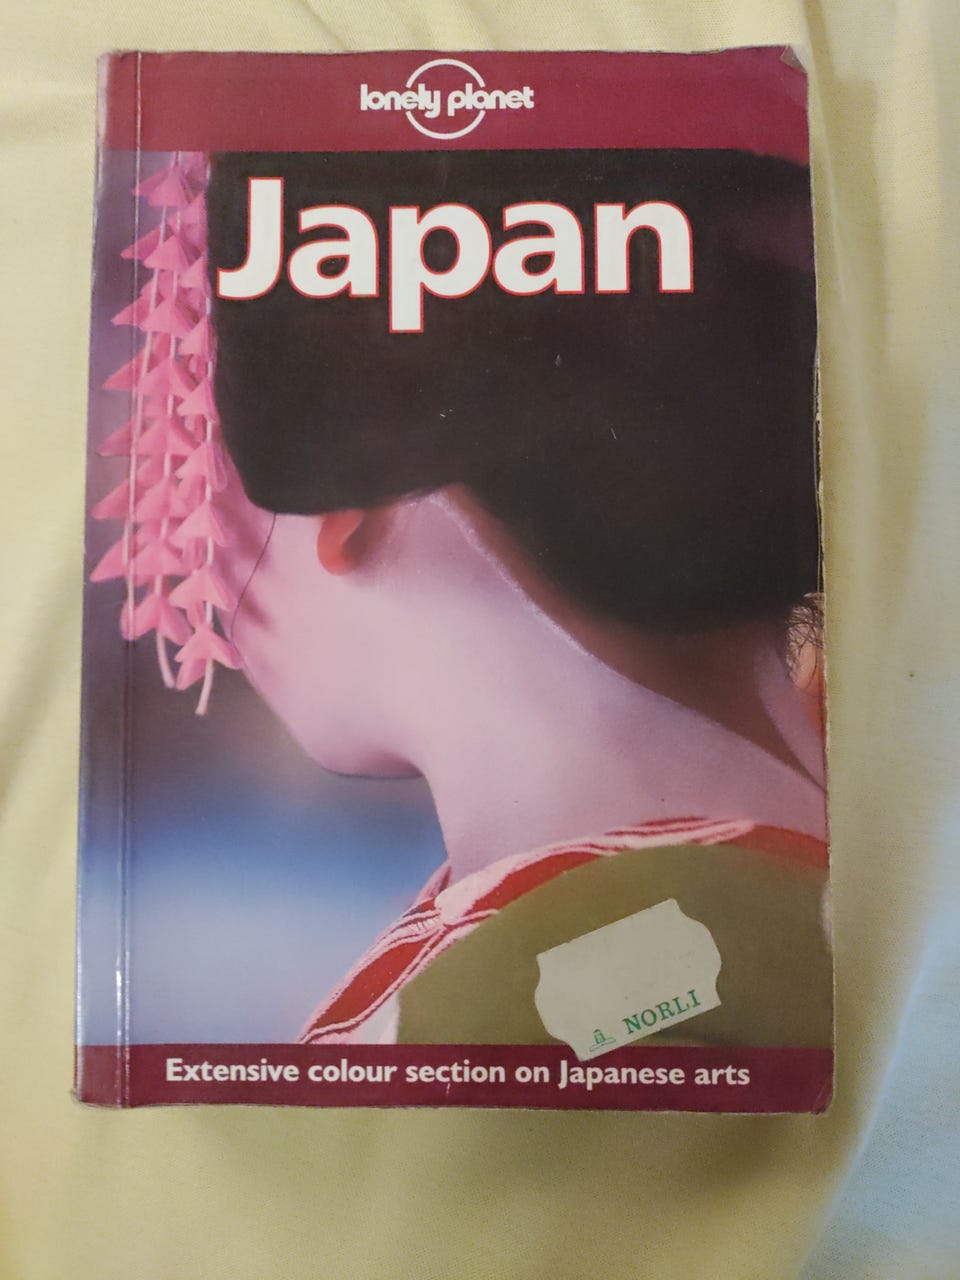 lonely planet
Japan
NORLI
Extensive colour section on Japanese arts